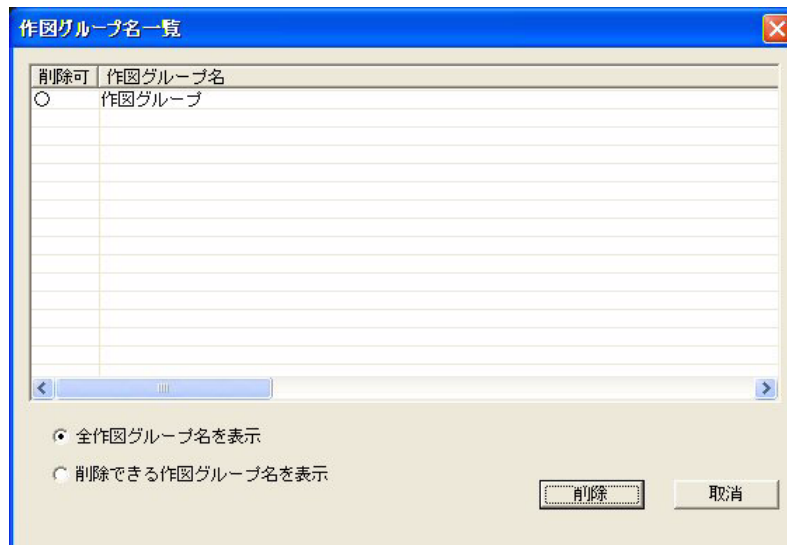 作図グループ名一覧
削除可 作図グループ名
○ 作図グループ
全作図グループ名を表示
削除できる作図グループ名を表示
削除 取消